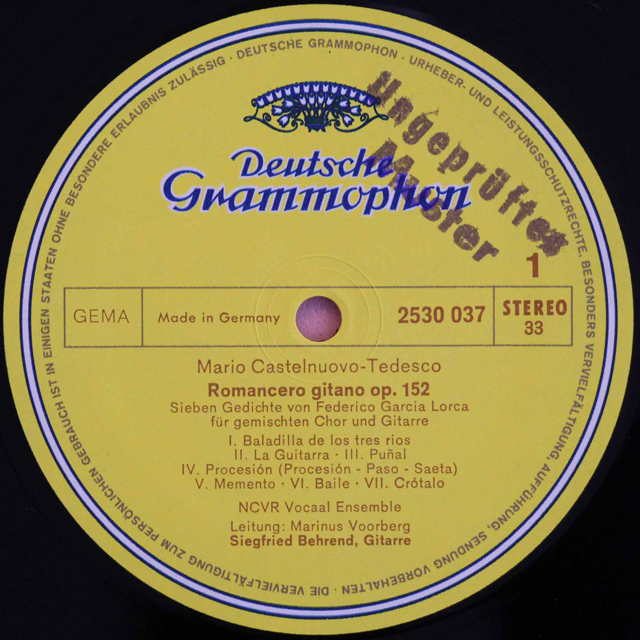 DIE VERVIELFÄLTIGUNG ZUM PERSÖNLICHEN GEBRAUCH IST IN EINIGEN STAATEN OHNE BESONDERE ERLAUBNIS ZULÄSSIG · DEUTSCHE GRAMMOPHON · URHEBER- UND LEISTUNGSSCHUTZRECHTE, BESONDERS VERVIELFÄLTIGUNG, AUFFÜHRUNG, SENDUNG VORBEHALTEN ·
Deutsche
Grammophon
Ungeprüftes
Muster
1
GEMA
Made in Germany
2530 037
STEREO
33
Mario Castelnuovo-Tedesco
Romancero gitano op. 152
Sieben Gedichte von Federico Garcia Lorca
für gemischten Chor und Gitarre
I. Baladilla de los tres rios
II. La Guitarra · III. Puñal
IV. Procesión (Procesión - Paso - Saeta)
V. Memento · VI. Baile · VII. Crótalo
NCVR Vocaal Ensemble
Leitung: Marinus Voorberg
Siegfried Behrend, Gitarre